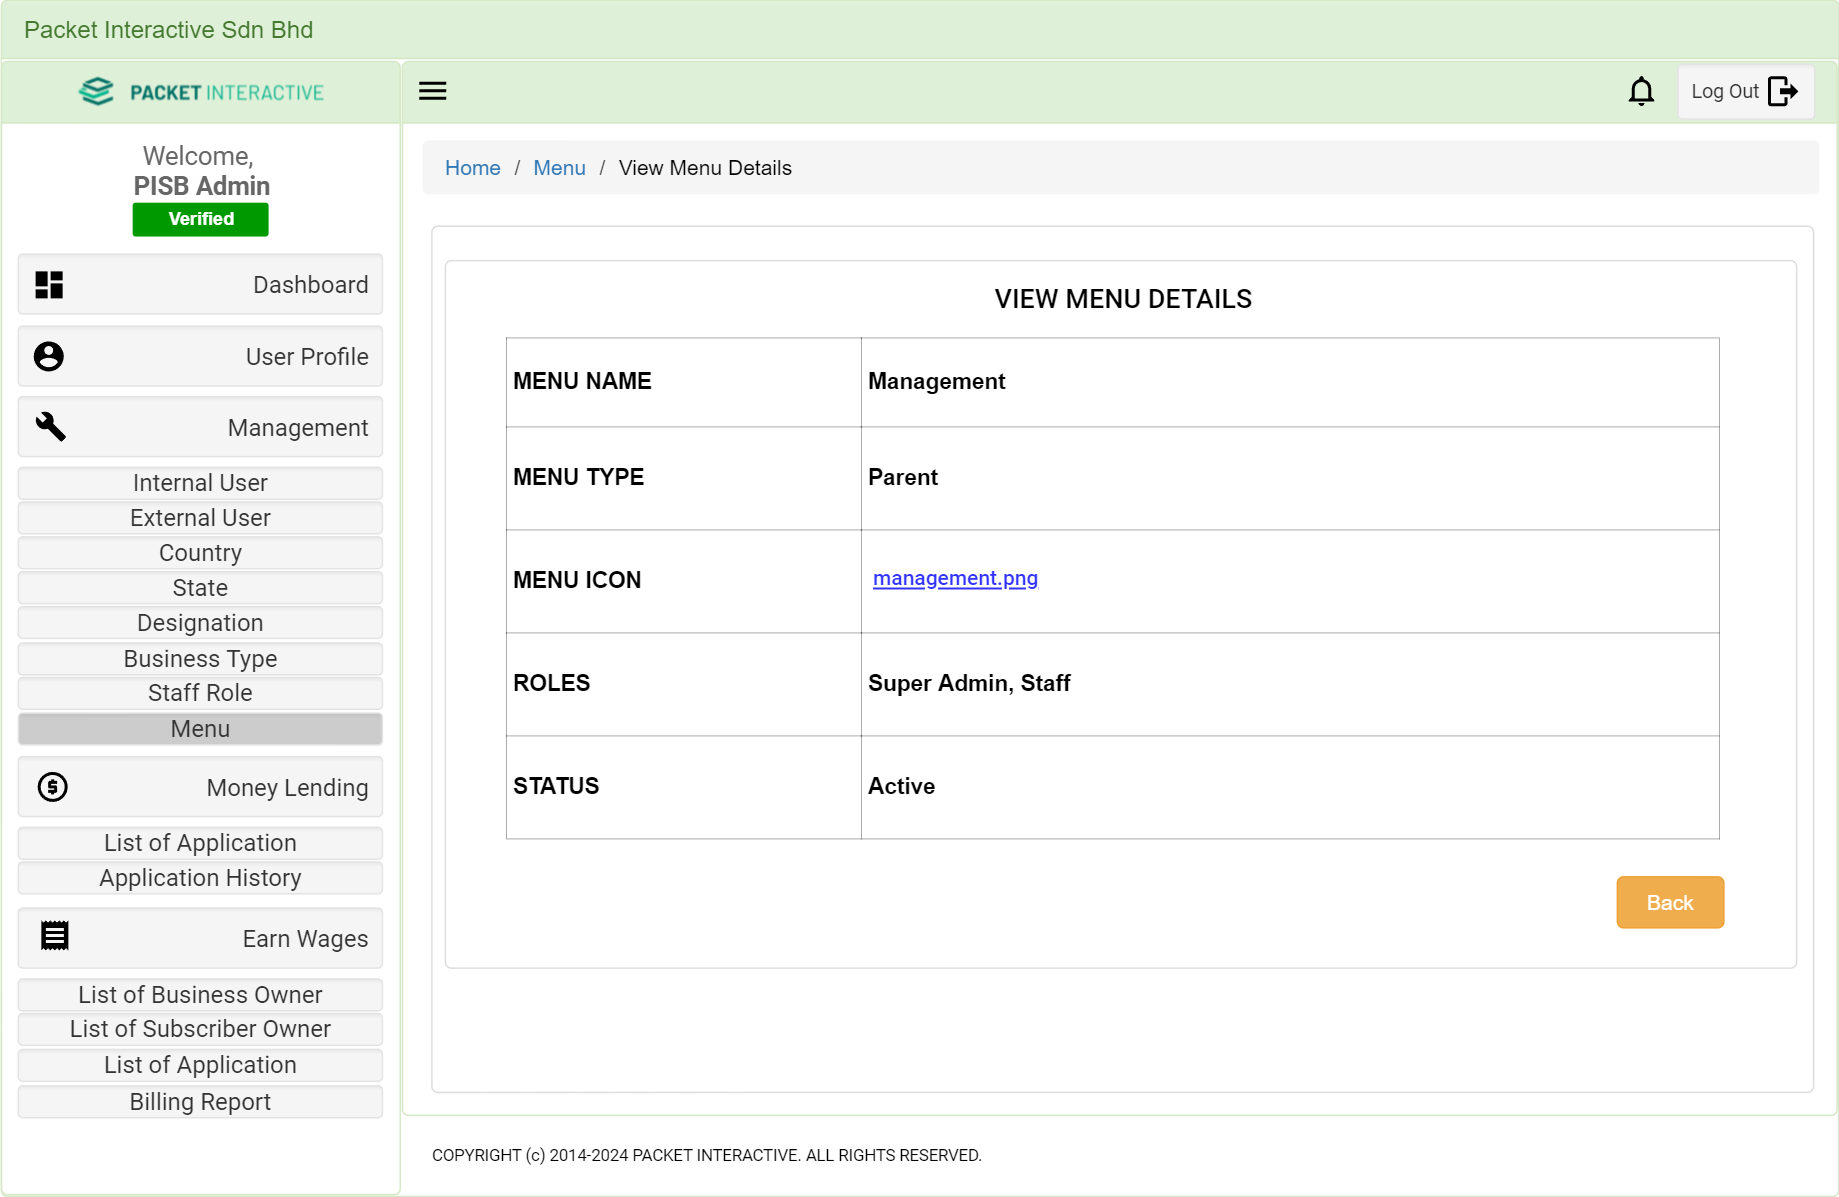 Packet Interactive Sdn Bhd
PACKET INTERACTIVE
Log Out
Welcome,
PISB Admin
Verified
Dashboard
User Profile
Management
Internal User
External User
Country
State
Designation
Business Type
Staff Role
Menu
Money Lending
List of Application
Application History
Earn Wages
List of Business Owner
List of Subscriber Owner
List of Application
Billing Report
Home / Menu / View Menu Details
VIEW MENU DETAILS
MENU NAME Management
MENU TYPE Parent
MENU ICON management.png
ROLES Super Admin, Staff
STATUS Active
Back
COPYRIGHT (c) 2014-2024 PACKET INTERACTIVE. ALL RIGHTS RESERVED.